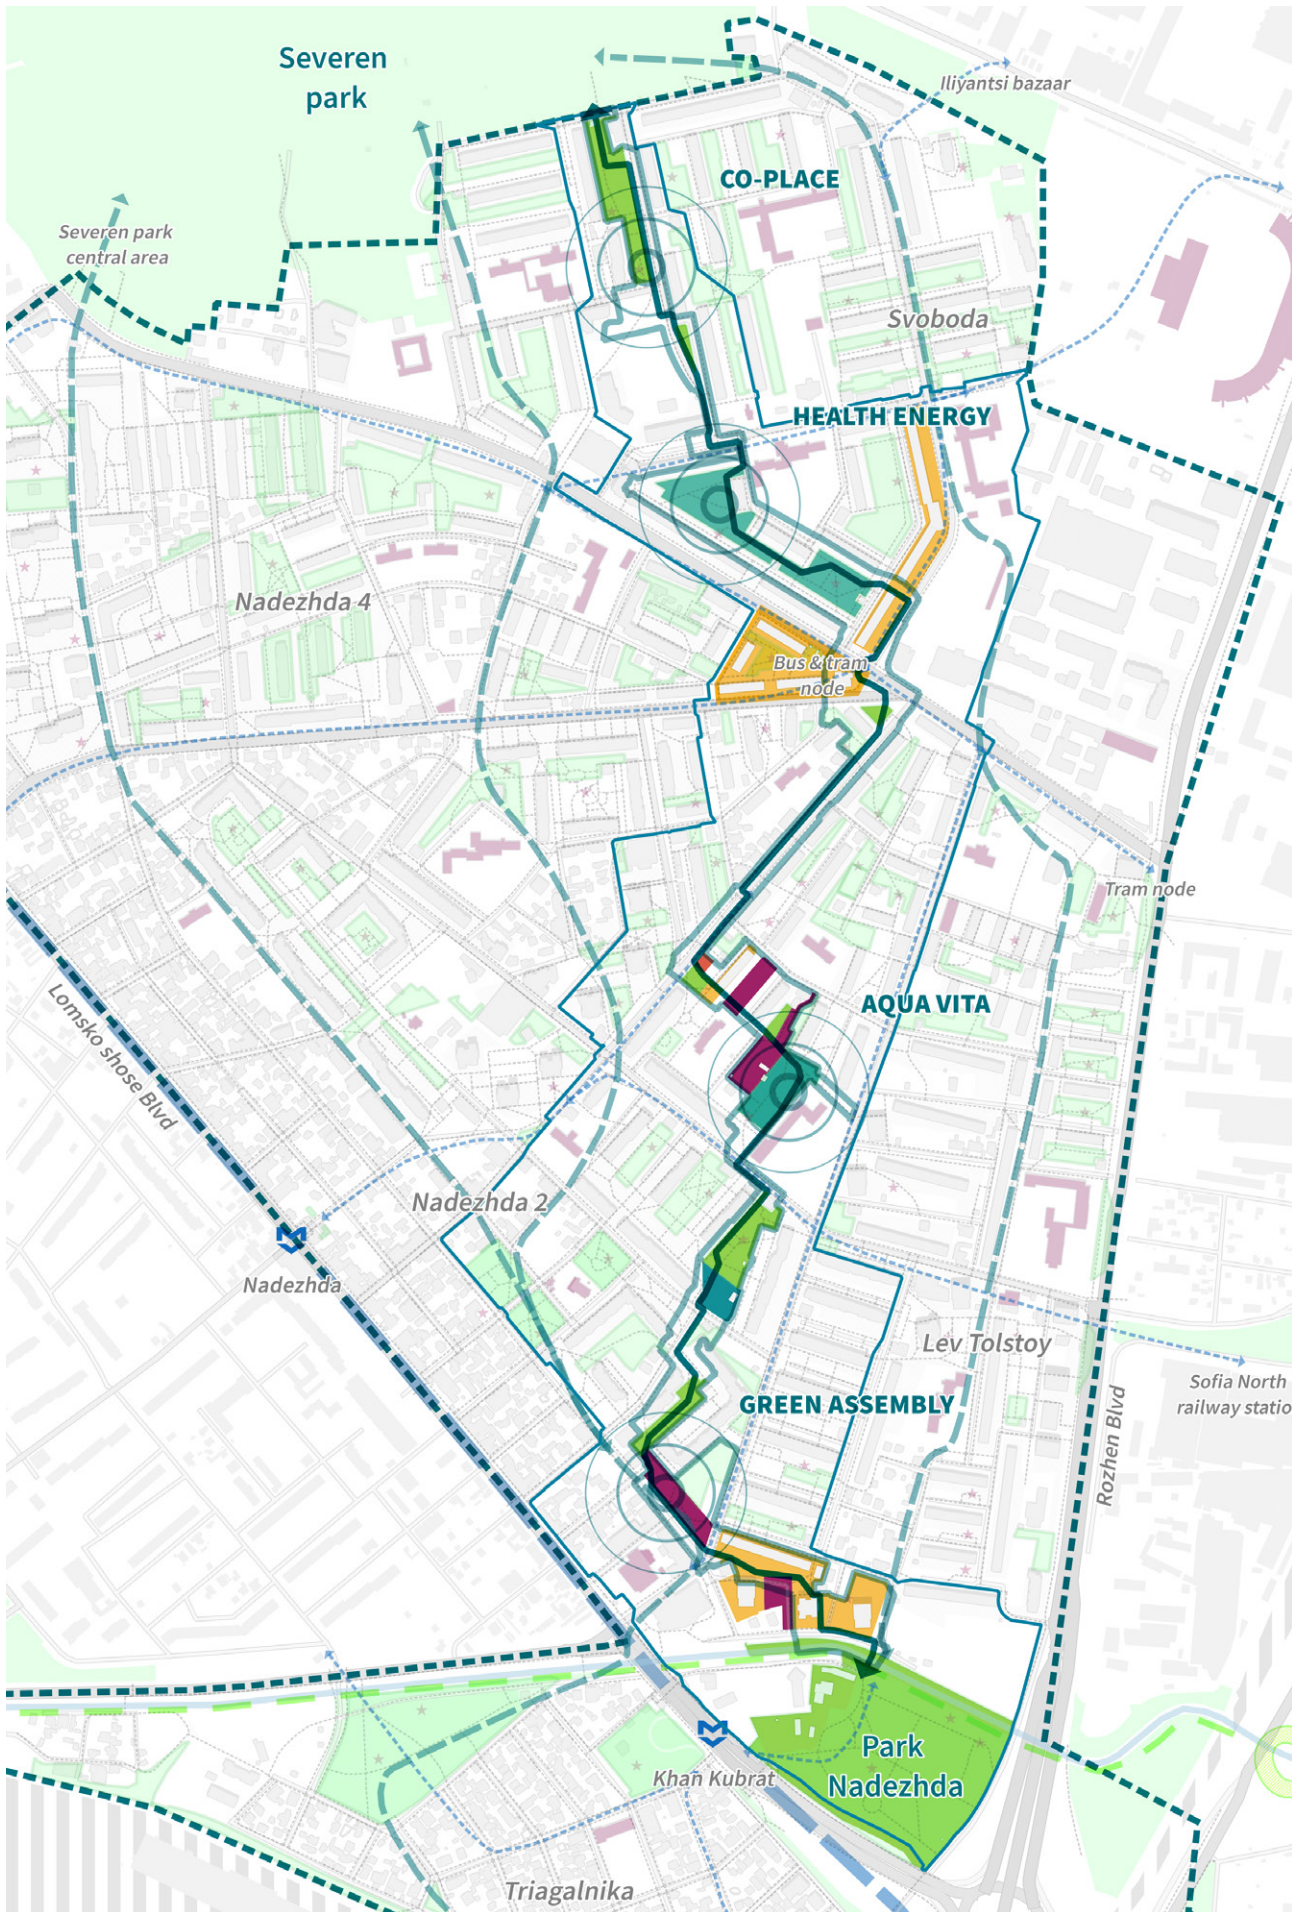 Severen
park
Iliyantsi bazaar
CO-PLACE
Severen park
central area
Svoboda
HEALTH ENERGY
Nadezhda 4
Bus & tram
node
Tram node
AQUA VITA
Lomsko shose Blvd
Nadezhda 2
Nadezhda
Lev Tolstoy
Sofia North
railway statio
GREEN ASSEMBLY
Rozhen Blvd
Park
Nadezhda
Khan Kubrat
Triagalnika